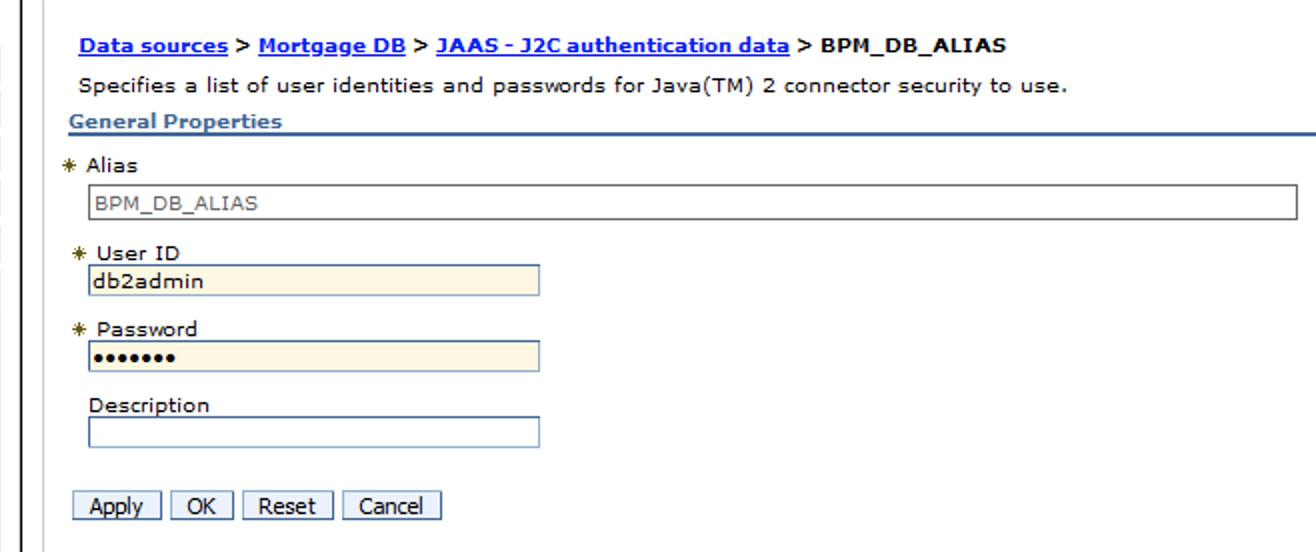 Data sources > Mortgage DB > JAAS - J2C authentication data > BPM_DB_ALIAS
Specifies a list of user identities and passwords for Java(TM) 2 connector security to use.
General Properties
* Alias
BPM_DB_ALIAS
* User ID
db2admin
* Password
•••••••
Description
Apply OK Reset Cancel